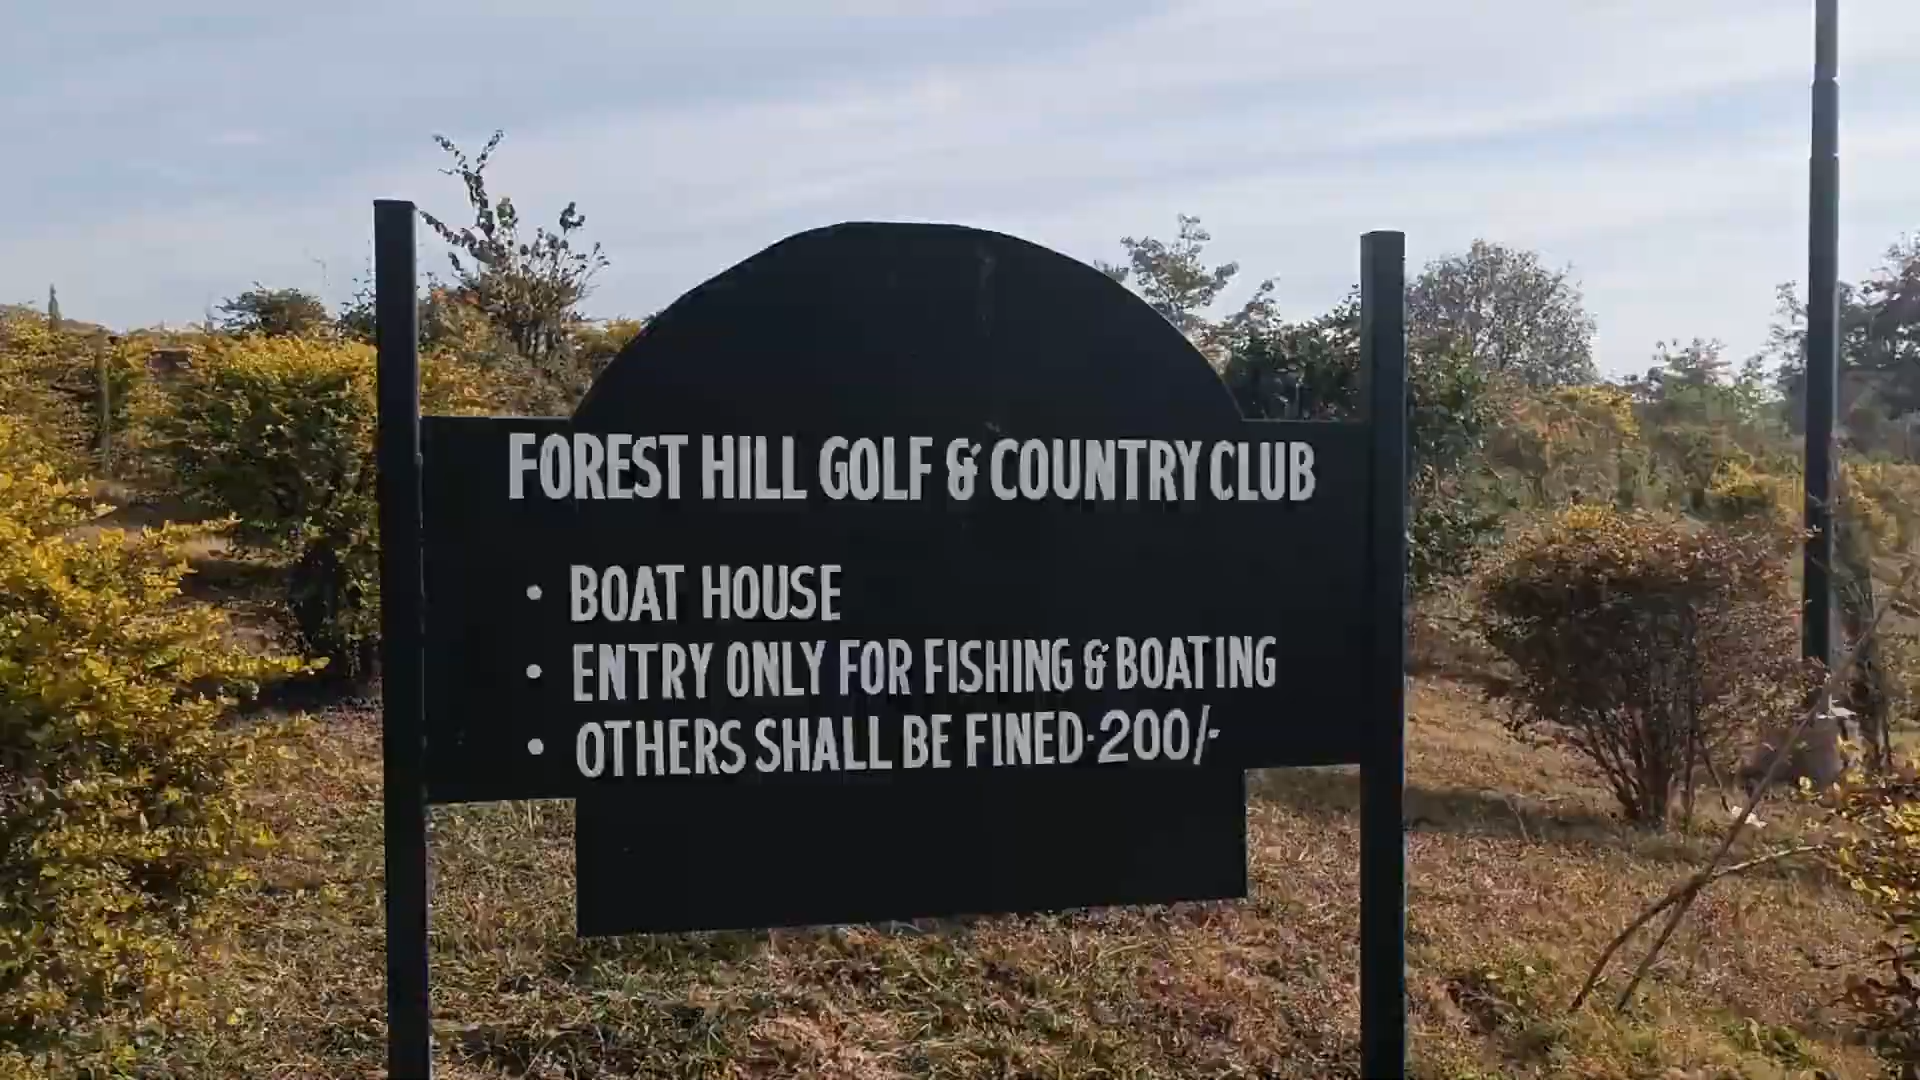 FOREST HILL GOLF & COUNTRY CLUB
• BOAT HOUSE
• ENTRY ONLY FOR FISHING & BOATING
• OTHERS SHALL BE FINED-200/-